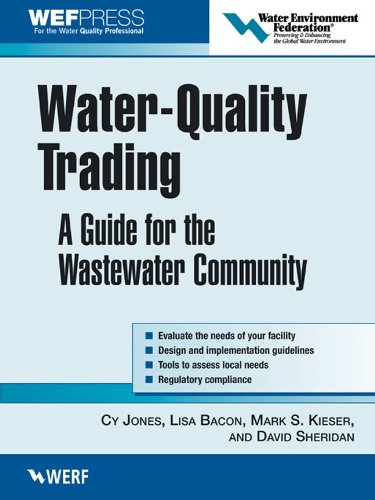 WEFPRESS
For the Water Quality Professional
Water Environment
Federation®
Preserving & Enhancing
the Global Water Environment
Water-Quality
Trading
A Guide for the
Wastewater Community
■ Evaluate the needs of your facility
■ Design and implementation guidelines
■ Tools to assess local needs
■ Regulatory compliance
CY JONES, LISA BACON, MARK S. KIESER,
AND DAVID SHERIDAN
WERF